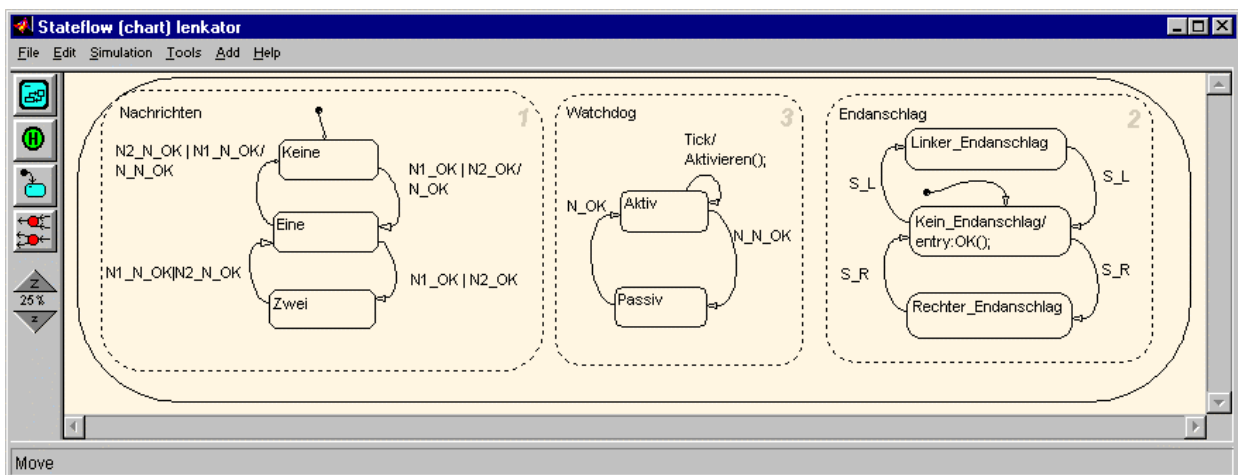 Stateflow (chart) lenkator
File Edit Simulation Tools Add Help
Nachrichten
1
Keine
N2_N_OK | N1_N_OK/
N_N_OK
N1_OK | N2_OK/
N_OK
Eine
N1_N_OK|N2_N_OK
N1_OK | N2_OK
Zwei
Watchdog
3
Tick/
Aktivieren();
N_OK
Aktiv
N_N_OK
Passiv
Endanschlag
2
Linker_Endanschlag
S_L
S_L
Kein_Endanschlag/
entry:OK();
S_R
S_R
Rechter_Endanschlag
H
Z
25%
z
Move